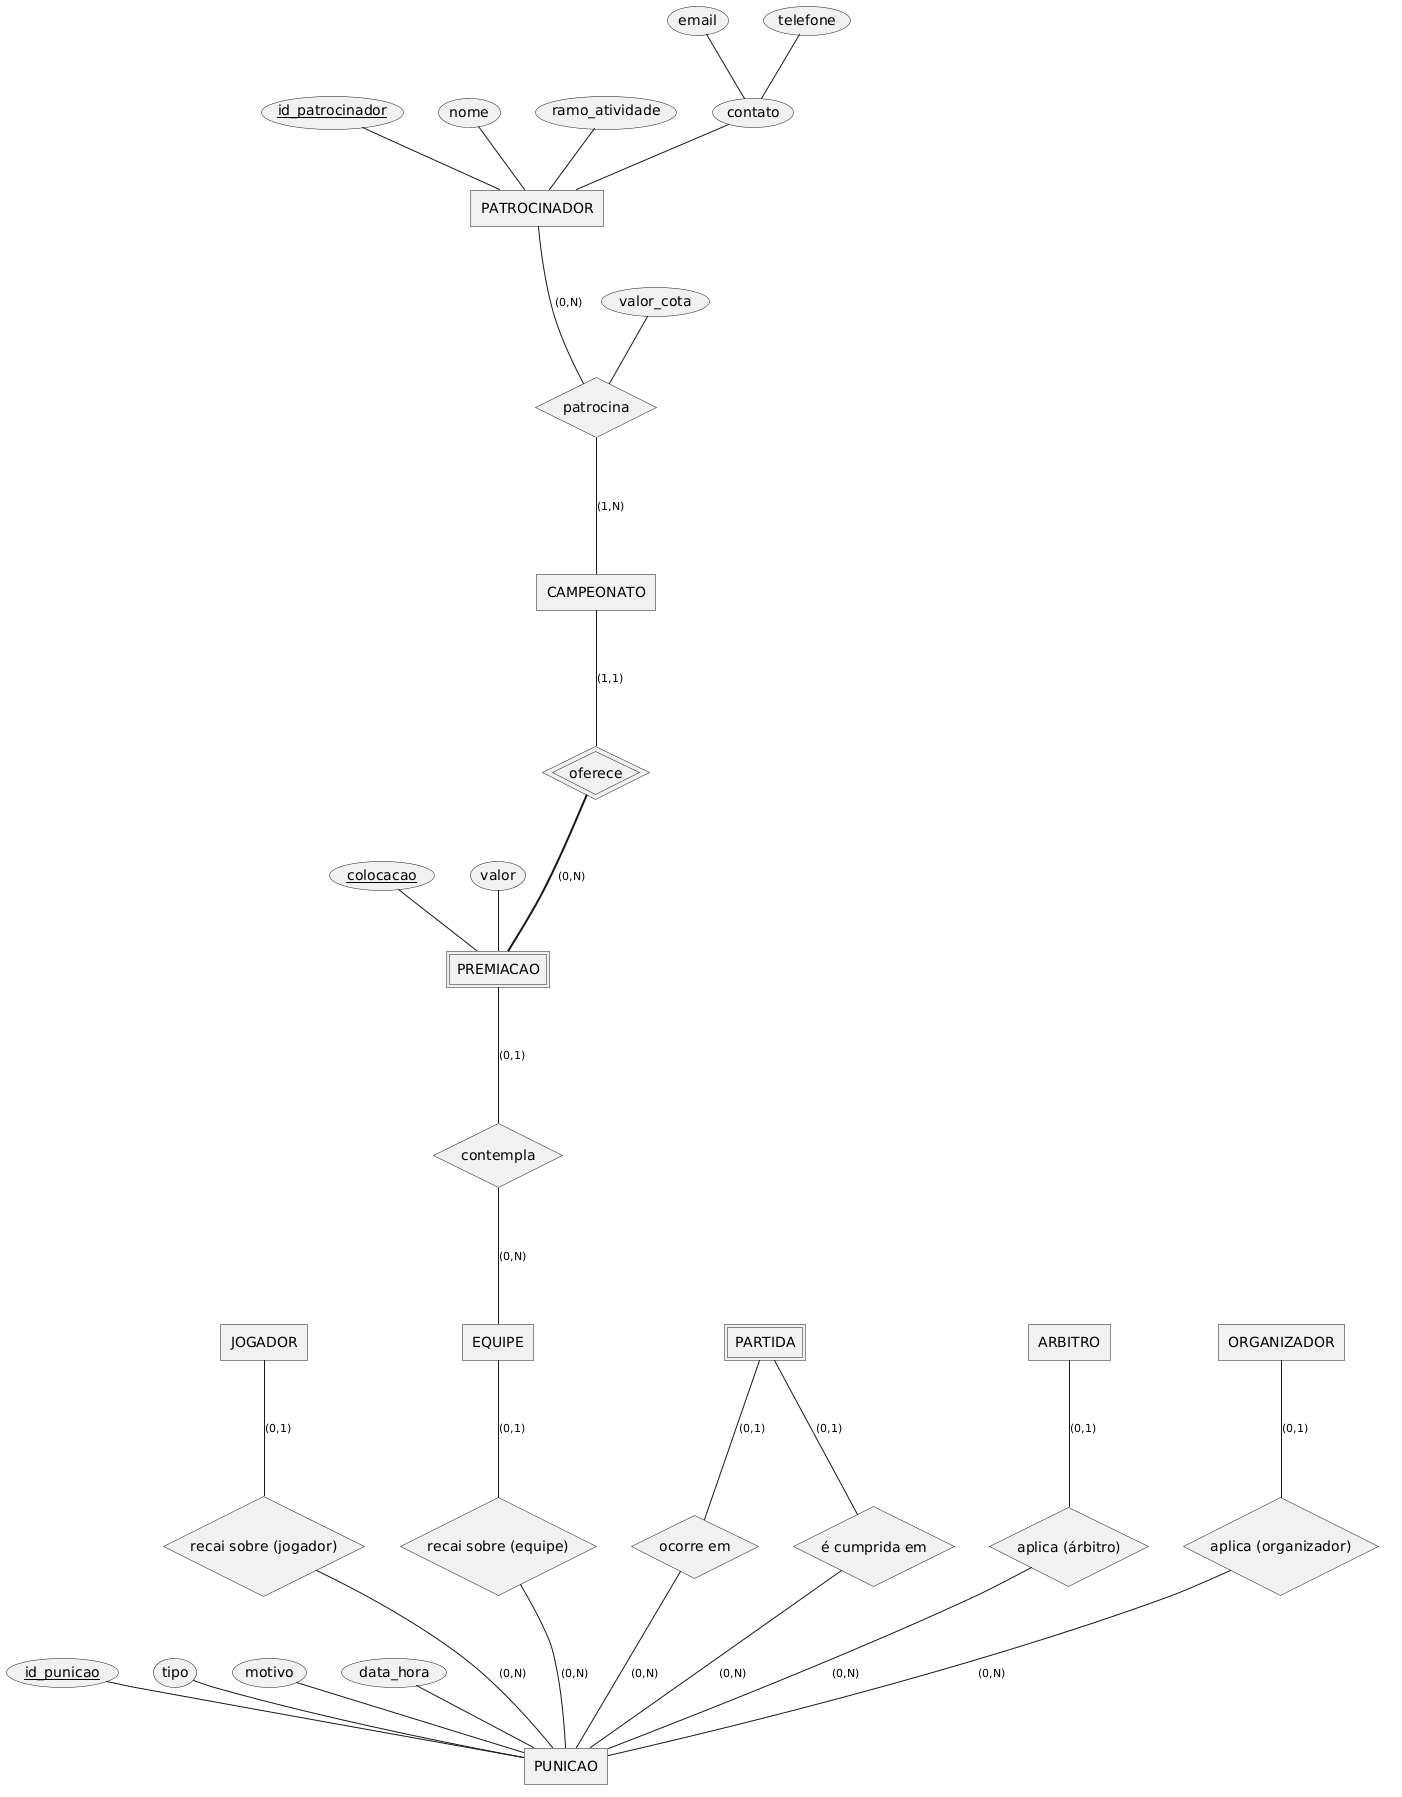 email
telefone
id_patrocinador
nome
ramo_atividade
contato
PATROCINADOR
(0,N)
valor_cota
patrocina
(1,N)
CAMPEONATO
(1,1)
oferece
colocacao
valor
(0,N)
PREMIACAO
(0,1)
contempla
(0,N)
JOGADOR
EQUIPE
PARTIDA
ARBITRO
ORGANIZADOR
(0,1)
(0,1)
(0,1)
(0,1)
(0,1)
(0,1)
recai sobre (jogador)
recai sobre (equipe)
ocorre em
é cumprida em
aplica (árbitro)
aplica (organizador)
id_punicao
tipo
motivo
data_hora
(0,N)
(0,N)
(0,N)
(0,N)
(0,N)
(0,N)
PUNICAO